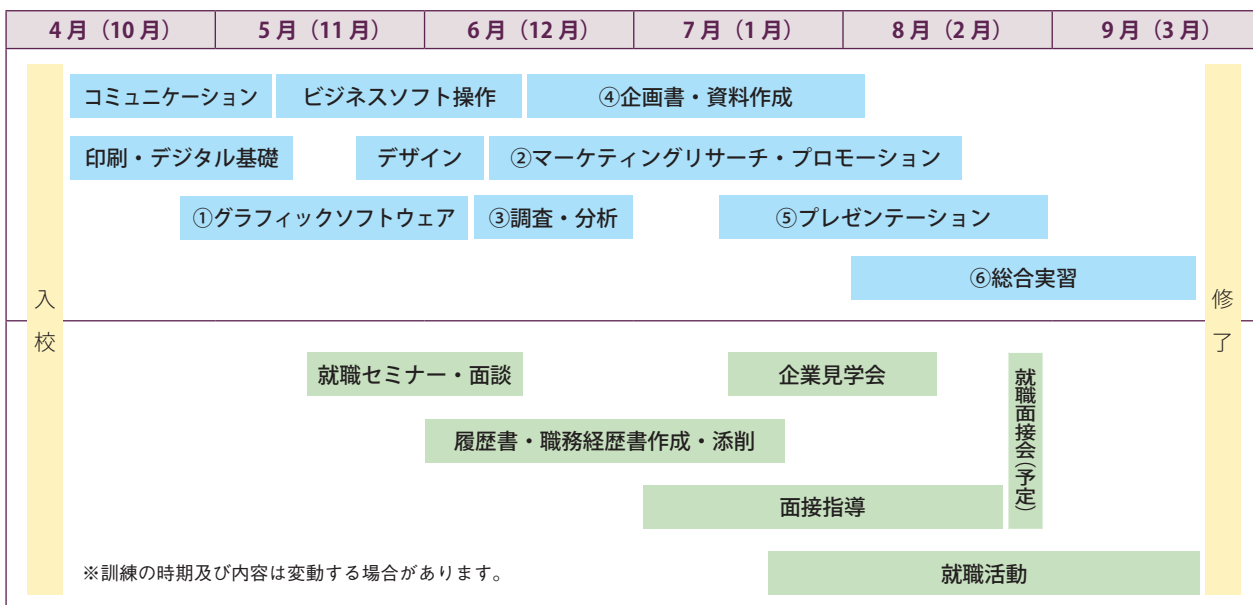 4月（10月）
5月（11月）
6月（12月）
7月（1月）
8月（2月）
9月（3月）
入校
コミュニケーション
ビジネスソフト操作
④企画書・資料作成
印刷・デジタル基礎
デザイン
②マーケティングリサーチ・プロモーション
①グラフィックソフトウェア
③調査・分析
⑤プレゼンテーション
⑥総合実習
修了
就職セミナー・面談
企業見学会
就職面接会（予定）
履歴書・職務経歴書作成・添削
面接指導
就職活動
※訓練の時期及び内容は変動する場合があります。